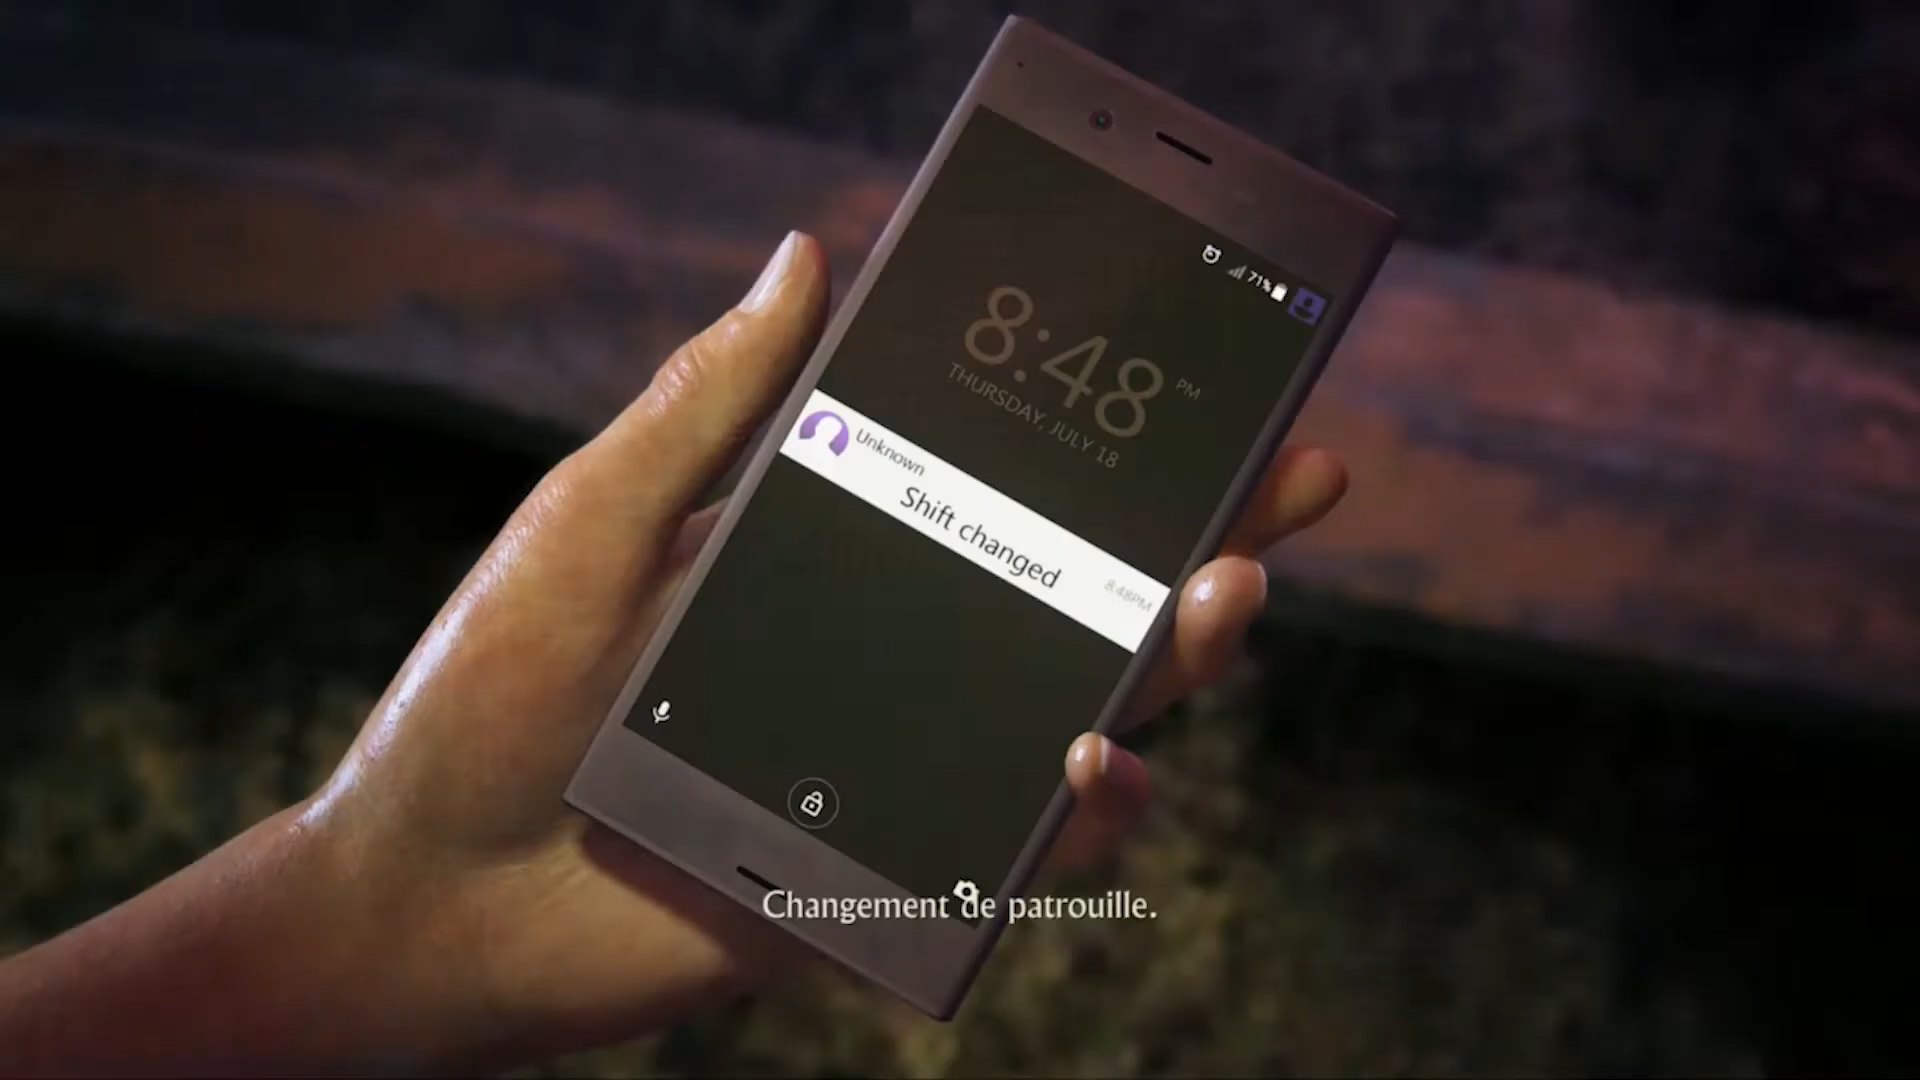 71%
8:48 PM
THURSDAY, JULY 18
Unknown
Shift changed
8:48PM
Changement de patrouille.